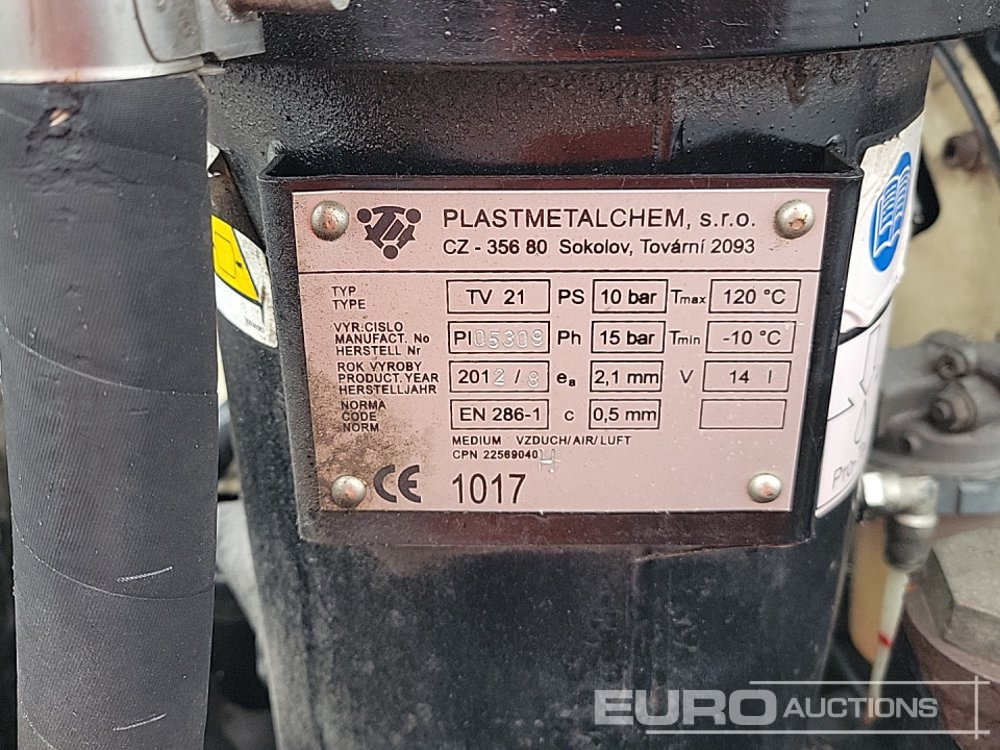 PLASTMETALCHEM, s.r.o.
CZ - 356 80 Sokolov, Tovární 2093
TYP
TYPE
TV 21 PS 10 bar Tmax 120 °C
VYR.CISLO
MANUFACT. No
HERSTELL Nr
PI05309 Ph 15 bar Tmin -10 °C
ROK VYROBY
PRODUCT.YEAR
HERSTELLJAHR
2012/8 ea 2,1 mm V 14 l
NORMA
CODE
NORM
EN 286-1 c 0,5 mm
MEDIUM VZDUCH/AIR/LUFT
CPN 22569040 H
CE 1017
EURO AUCTIONS